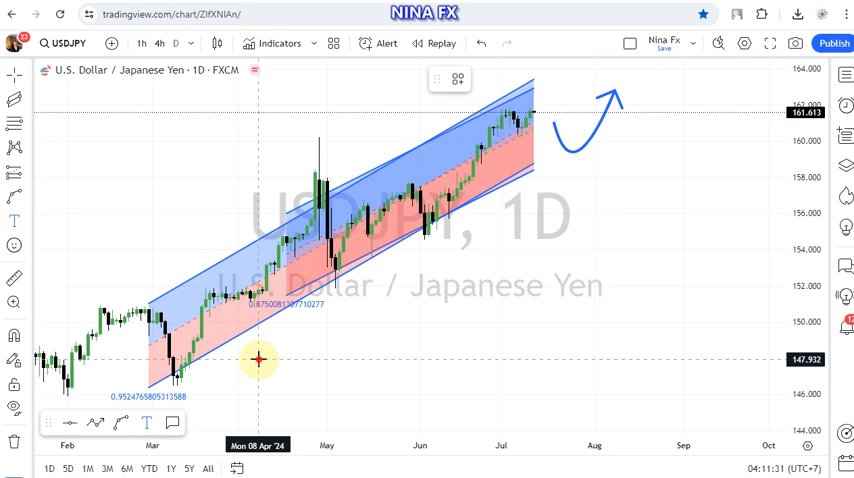 NINA FX
tradingview.com/chart/ZIfXNIAn/
23
USDJPY
1h 4h D
Indicators
Alert
Replay
Nina Fx
Save
Publish
U.S. Dollar / Japanese Yen · 1D · FXCM
164.000
162.000
161.613
160.000
158.000
156.000
154.000
152.000
150.000
147.932
146.000
144.000
USDJPY, 1D
U.S. Dollar / Japanese Yen
0.8750081307710277
0.9524765805313588
Feb
Mar
Mon 08 Apr '24
May
Jun
Jul
Aug
Sep
Oct
1D 5D 1M 3M 6M YTD 1Y 5Y All
04:11:31 (UTC+7)